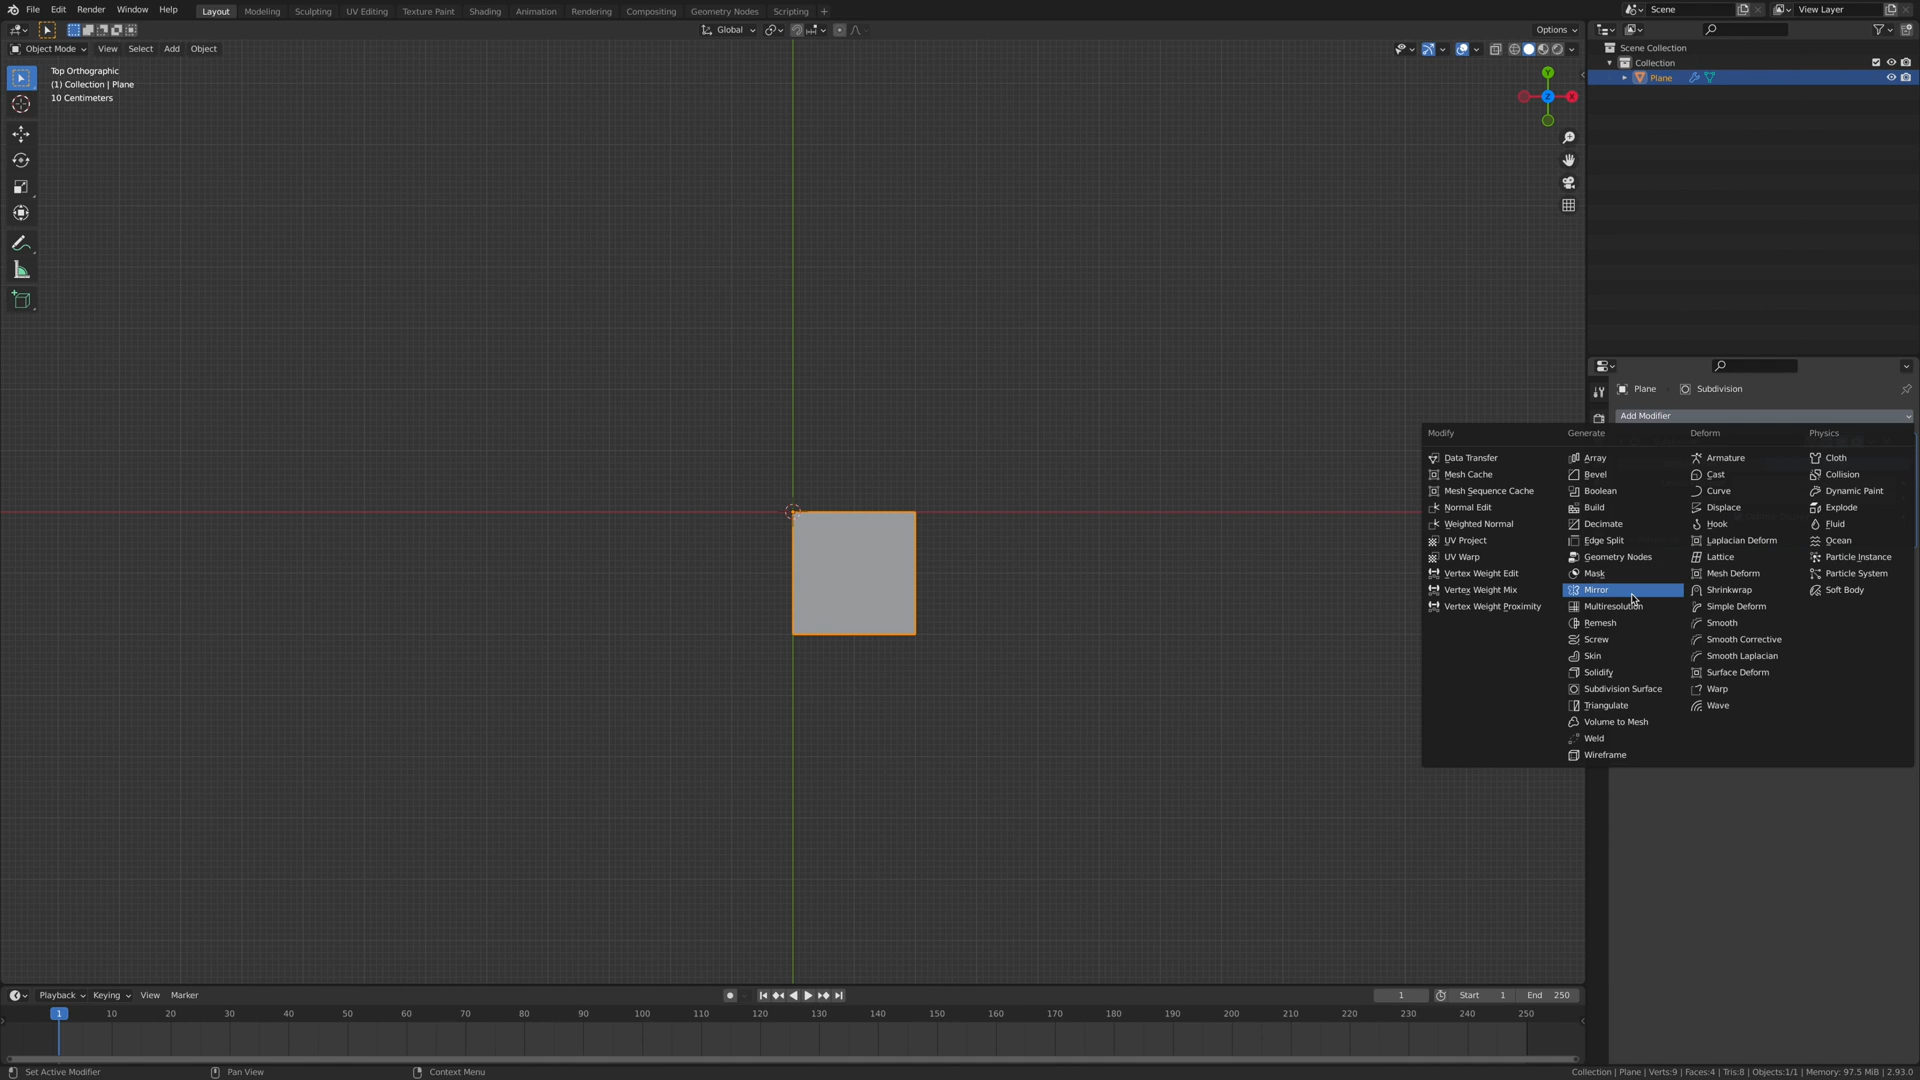 File Edit Render Window Help Layout Modeling Sculpting UV Editing Texture Paint Shading Animation Rendering Compositing Geometry Nodes Scripting + Scene View Layer
Global Options
Object Mode View Select Add Object
Scene Collection
Collection
Plane
Top Orthographic
(1) Collection | Plane
10 Centimeters
Y
Z
X
Plane Subdivision
Add Modifier
Modify Generate Deform Physics
Data Transfer Array Armature Cloth
Mesh Cache Bevel Cast Collision
Mesh Sequence Cache Boolean Curve Dynamic Paint
Normal Edit Build Displace Explode
Weighted Normal Decimate Hook Fluid
UV Project Edge Split Laplacian Deform Ocean
UV Warp Geometry Nodes Lattice Particle Instance
Vertex Weight Edit Mask Mesh Deform Particle System
Vertex Weight Mix Mirror Shrinkwrap Soft Body
Vertex Weight Proximity Multiresolution Simple Deform
Remesh Smooth
Screw Smooth Corrective
Skin Smooth Laplacian
Solidify Surface Deform
Subdivision Surface Warp
Triangulate Wave
Volume to Mesh
Weld
Wireframe
Playback Keying View Marker 1 Start 1 End 250
1 10 20 30 40 50 60 70 80 90 100 110 120 130 140 150 160 170 180 190 200 210 220 230 240 250
Set Active Modifier Pan View Context Menu Collection | Plane | Verts:9 | Faces:4 | Tris:8 | Objects:1/1 | Memory: 97.5 MiB | 2.93.0